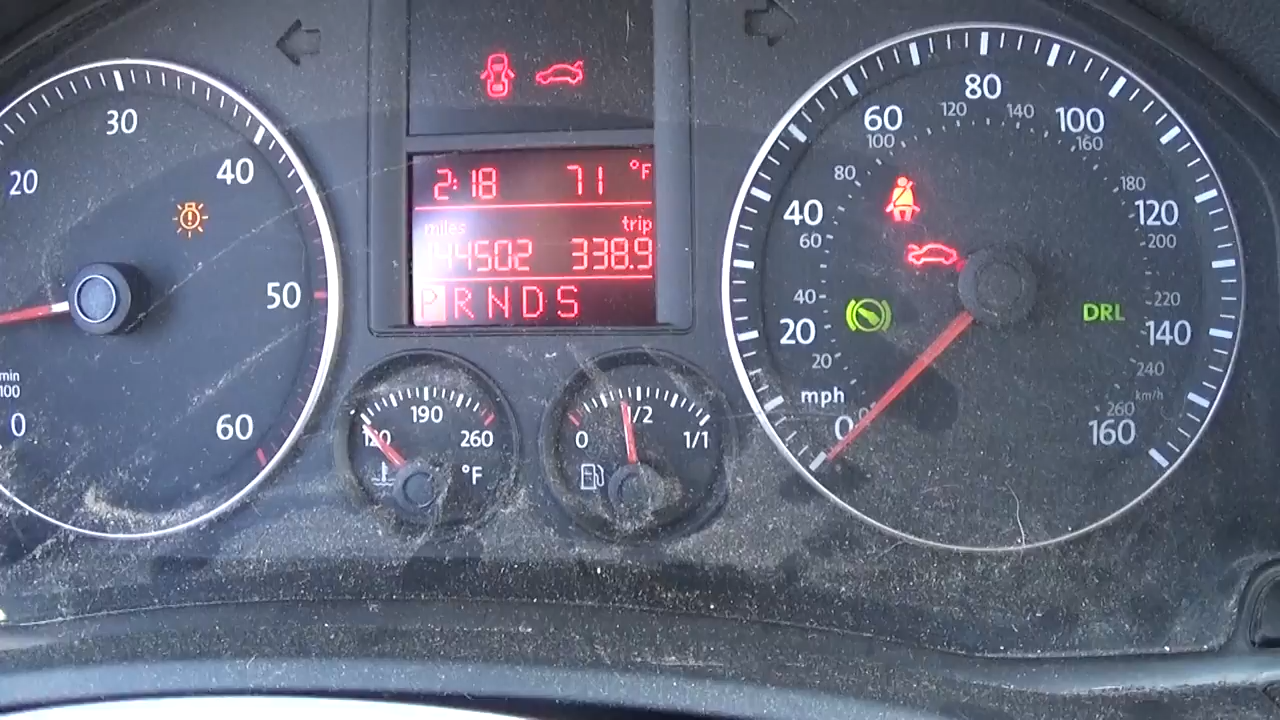 20
30
40
50
60
min
100
0
2:18 71 °F
miles trip
144502 338.9
P R N D S
120 190 260
°F
0 1/2 1/1
0 20 40 60 80 100 120 140 160
mph
20 40 60 80 100 120 140 160 180 200 220 240 260
km/h
DRL